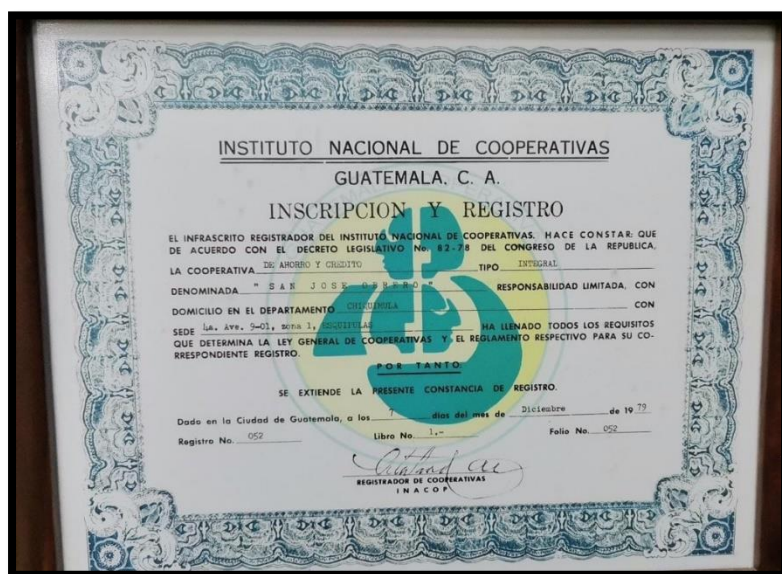 INSTITUTO NACIONAL DE COOPERATIVAS
GUATEMALA, C. A.
INSCRIPCION Y REGISTRO
EL INFRASCRITO REGISTRADOR DEL INSTITUTO NACIONAL DE COOPERATIVAS. HACE CONSTAR: QUE
DE ACUERDO CON EL DECRETO LEGISLATIVO No. 82-78 DEL CONGRESO DE LA REPUBLICA,
LA COOPERATIVA DE AHORRO Y CREDITO TIPO INTEGRAL
DENOMINADA " SAN JOSE OBRERO " RESPONSABILIDAD LIMITADA, CON
DOMICILIO EN EL DEPARTAMENTO CHIQUIMULA CON
SEDE 4a. Ave. 9-01, zona 1, ESQUIPULAS HA LLENADO TODOS LOS REQUISITOS
QUE DETERMINA LA LEY GENERAL DE COOPERATIVAS Y EL REGLAMENTO RESPECTIVO PARA SU CO-
RRESPONDIENTE REGISTRO.
POR TANTO:
SE EXTIENDE LA PRESENTE CONSTANCIA DE REGISTRO.
Dado en la Ciudad de Guatemala, a los 7 días del mes de Diciembre de 19 79
Registro No. 052 Libro No. 1.- Folio No. 052
REGISTRADOR DE COOPERATIVAS
INACOP